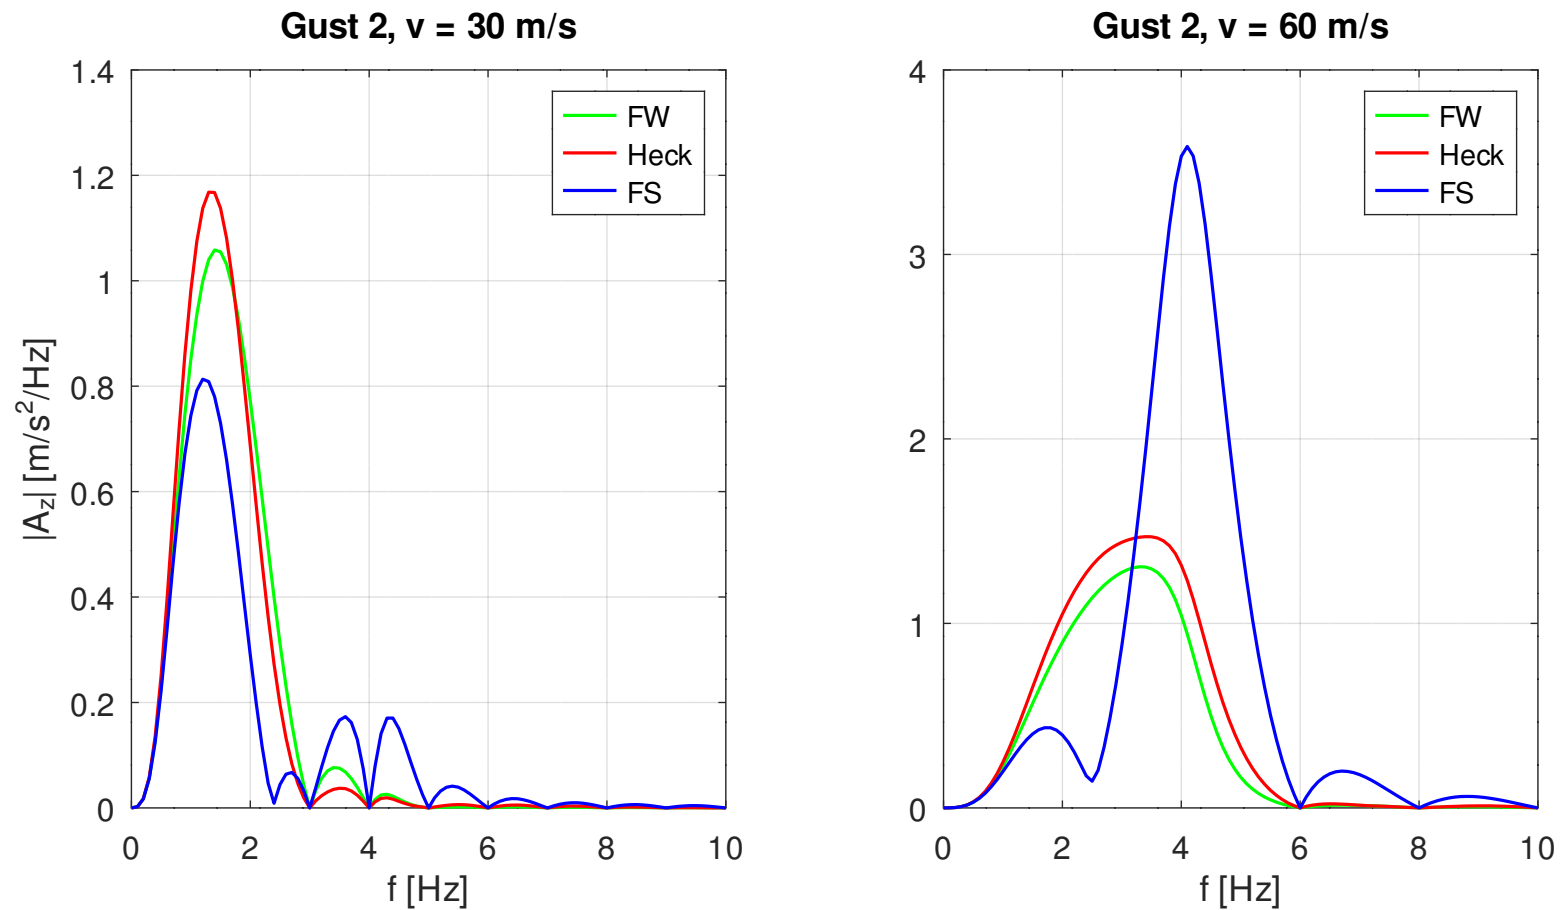 Gust 2, v = 30 m/s
1.4
1.2
1
0.8
0.6
0.4
0.2
0
|A_z| [m/s²/Hz]
FW
Heck
FS
0 2 4 6 8 10
f [Hz]
Gust 2, v = 60 m/s
4
3
2
1
0
FW
Heck
FS
0 2 4 6 8 10
f [Hz]